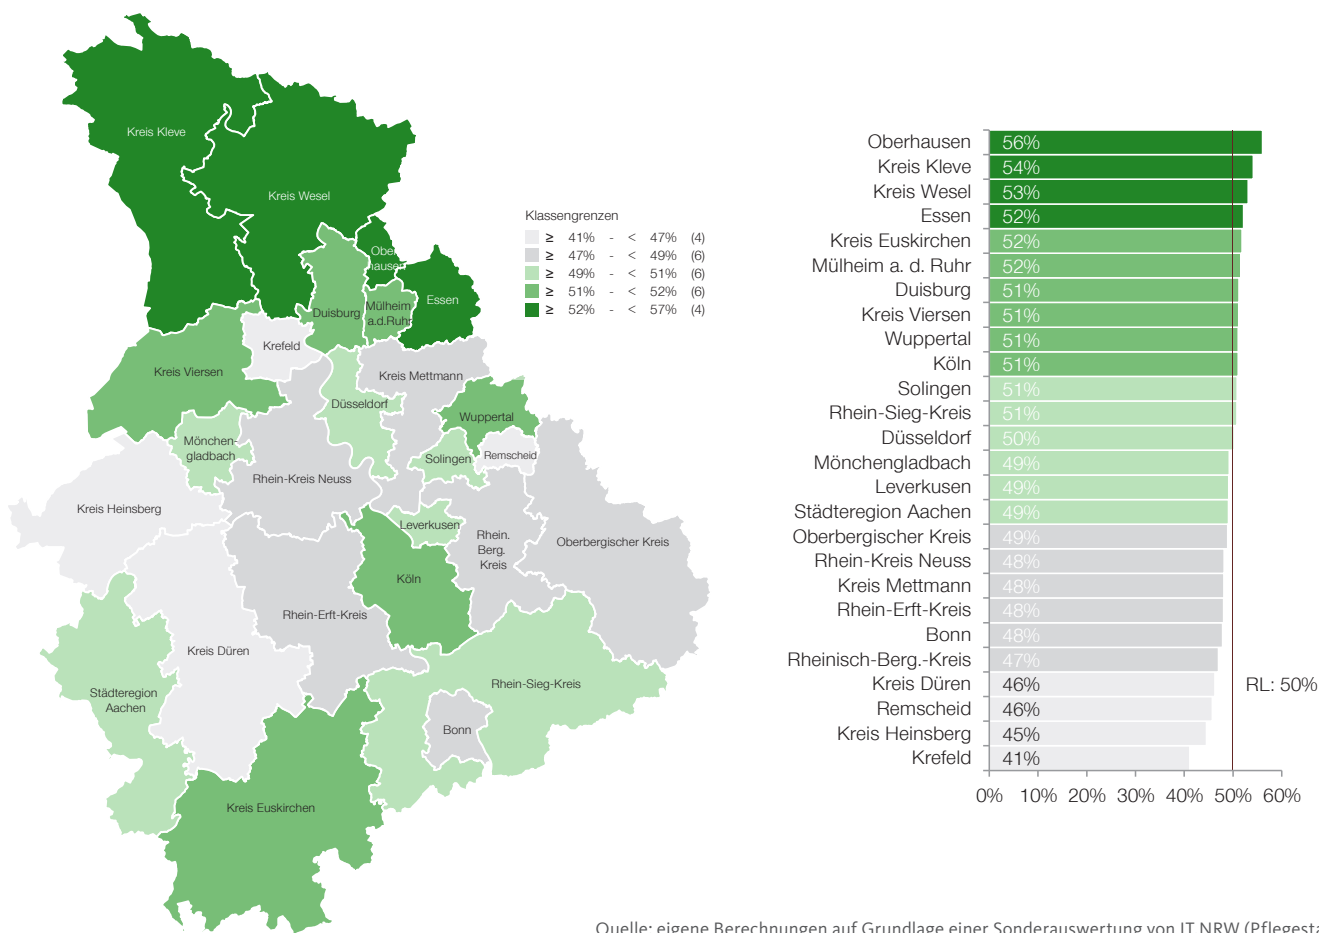 Kreis Kleve
Kreis Wesel
Ober-
hausen
Essen
Duisburg
Mülheim
a.d.Ruhr
Krefeld
Kreis Viersen
Kreis Mettmann
Düsseldorf
Wuppertal
Mönchen-
gladbach
Solingen
Remscheid
Rhein-Kreis Neuss
Kreis Heinsberg
Leverkusen
Rhein.
Berg.
Kreis
Oberbergischer Kreis
Köln
Rhein-Erft-Kreis
Kreis Düren
Städteregion
Aachen
Rhein-Sieg-Kreis
Bonn
Kreis Euskirchen
Klassengrenzen
≥ 41% - < 47% (4)
≥ 47% - < 49% (6)
≥ 49% - < 51% (6)
≥ 51% - < 52% (6)
≥ 52% - < 57% (4)
Oberhausen 56%
Kreis Kleve 54%
Kreis Wesel 53%
Essen 52%
Kreis Euskirchen 52%
Mülheim a. d. Ruhr 52%
Duisburg 51%
Kreis Viersen 51%
Wuppertal 51%
Köln 51%
Solingen 51%
Rhein-Sieg-Kreis 51%
Düsseldorf 50%
Mönchengladbach 49%
Leverkusen 49%
Städteregion Aachen 49%
Oberbergischer Kreis 49%
Rhein-Kreis Neuss 48%
Kreis Mettmann 48%
Rhein-Erft-Kreis 48%
Bonn 48%
Rheinisch-Berg.-Kreis 47%
Kreis Düren 46% RL: 50%
Remscheid 46%
Kreis Heinsberg 45%
Krefeld 41%
0% 10% 20% 30% 40% 50% 60%
Quelle: eigene Berechnungen auf Grundlage einer Sonderauswertung von IT NRW